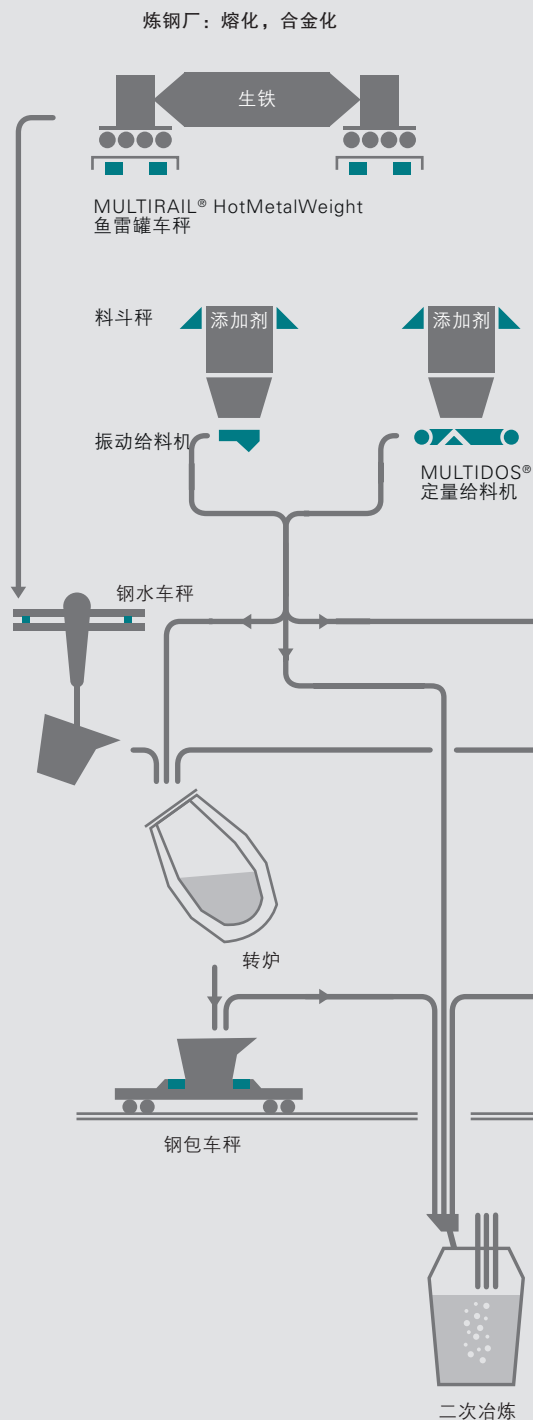 炼钢厂：熔化，合金化
生铁
MULTIRAIL® HotMetalWeight
鱼雷罐车秤
料斗秤
添加剂
添加剂
振动给料机
MULTIDOS®
定量给料机
钢水车秤
转炉
钢包车秤
二次冶炼